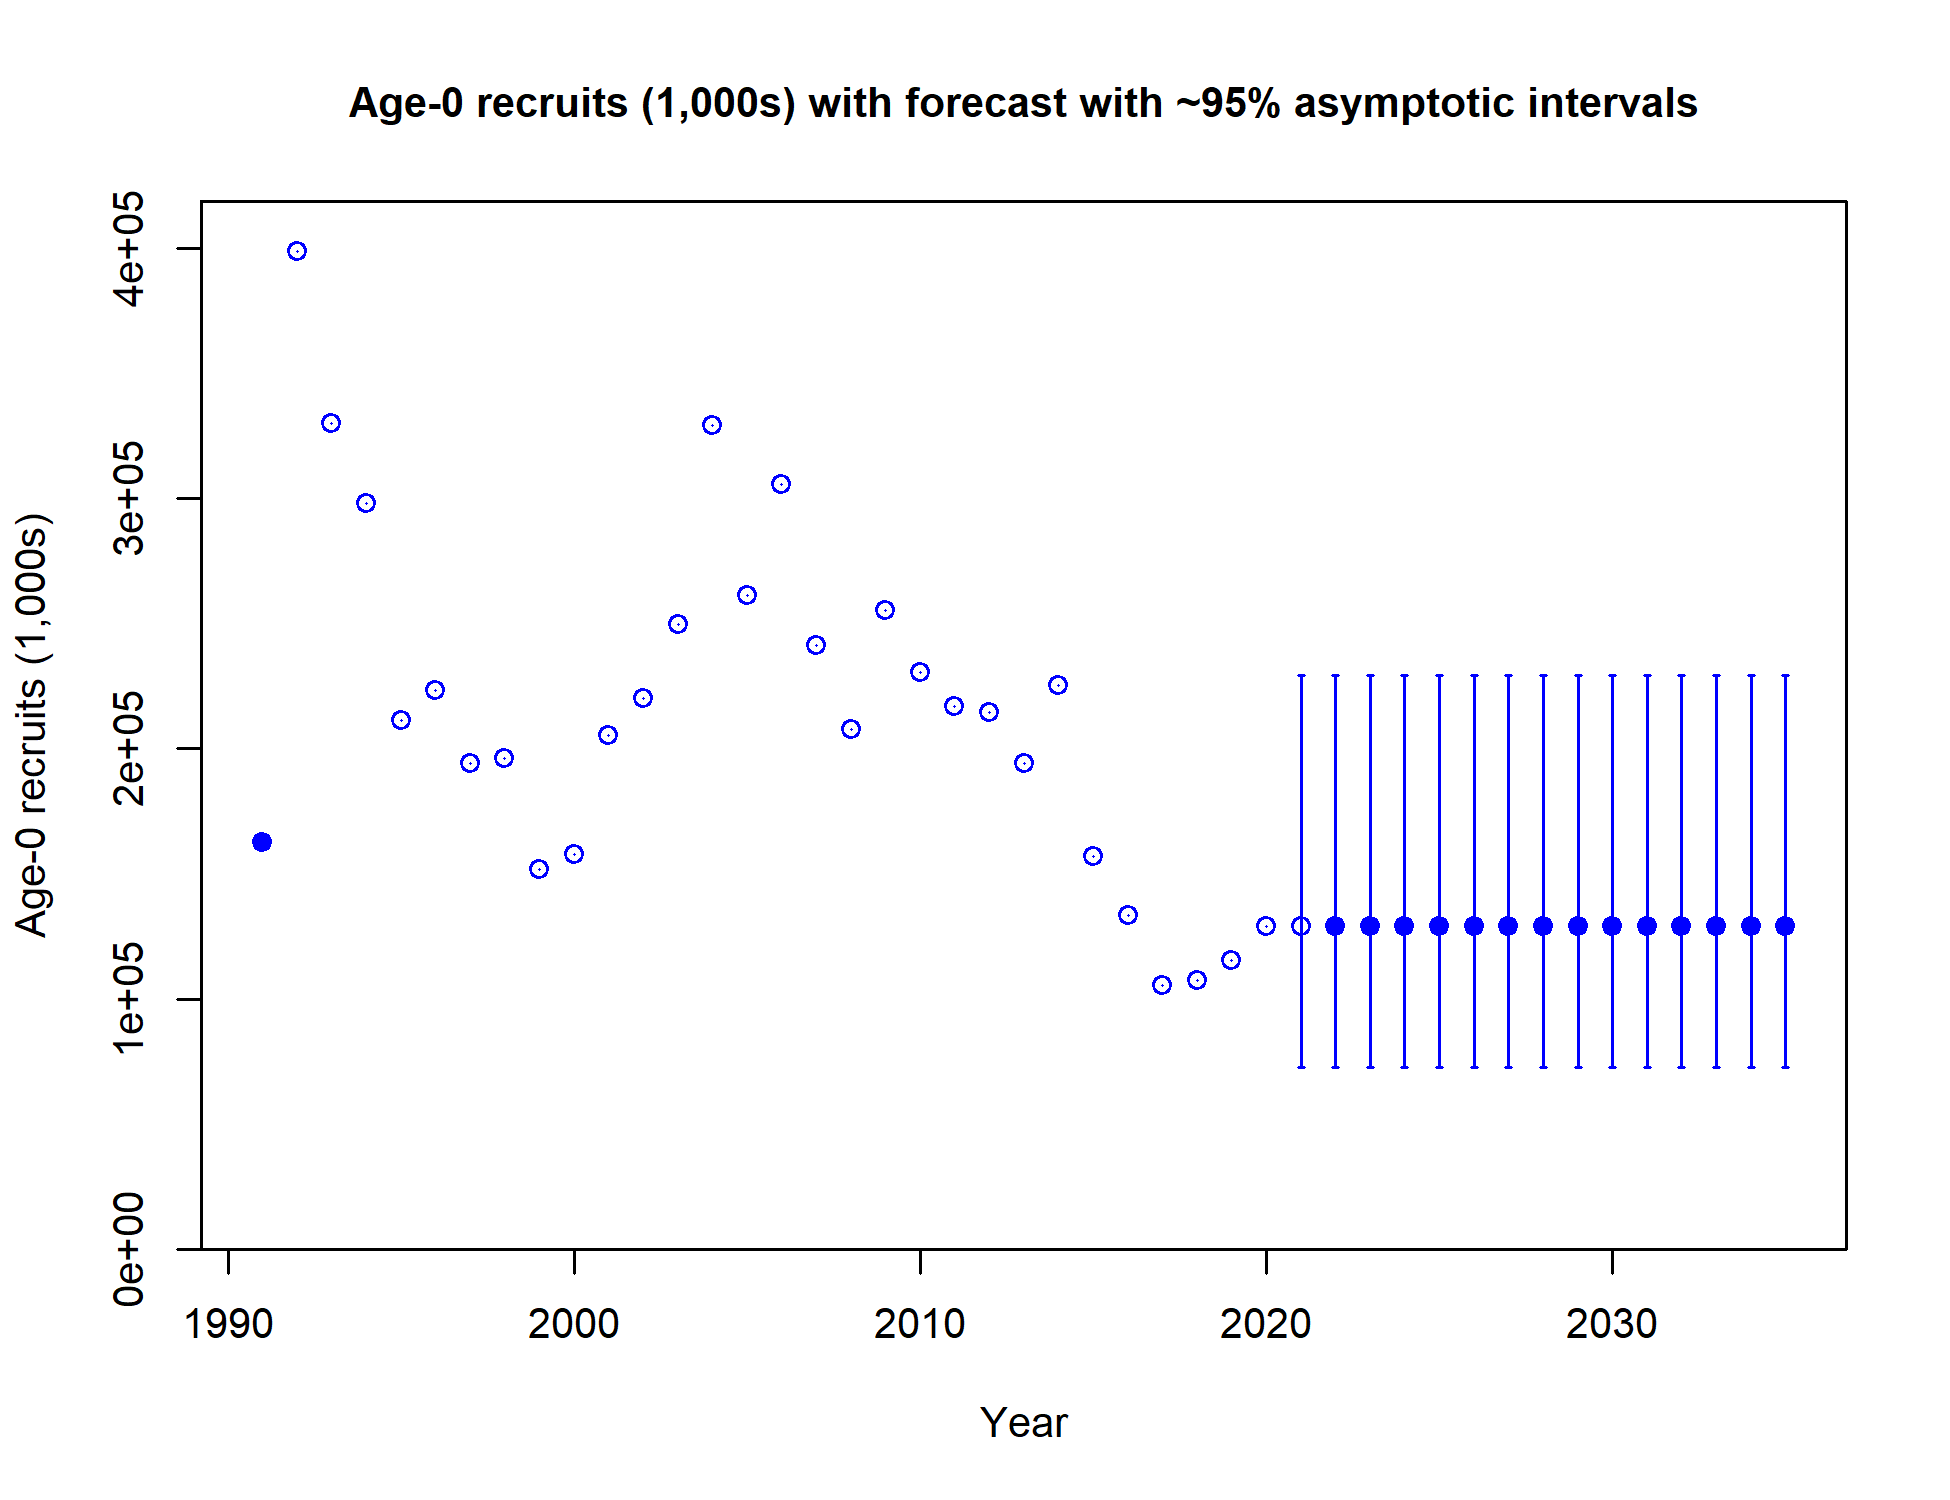 Age-0 recruits (1,000s) with forecast with ~95% asymptotic intervals
Age-0 recruits (1,000s)
4e+05
3e+05
2e+05
1e+05
0e+00
1990 2000 2010 2020 2030
Year